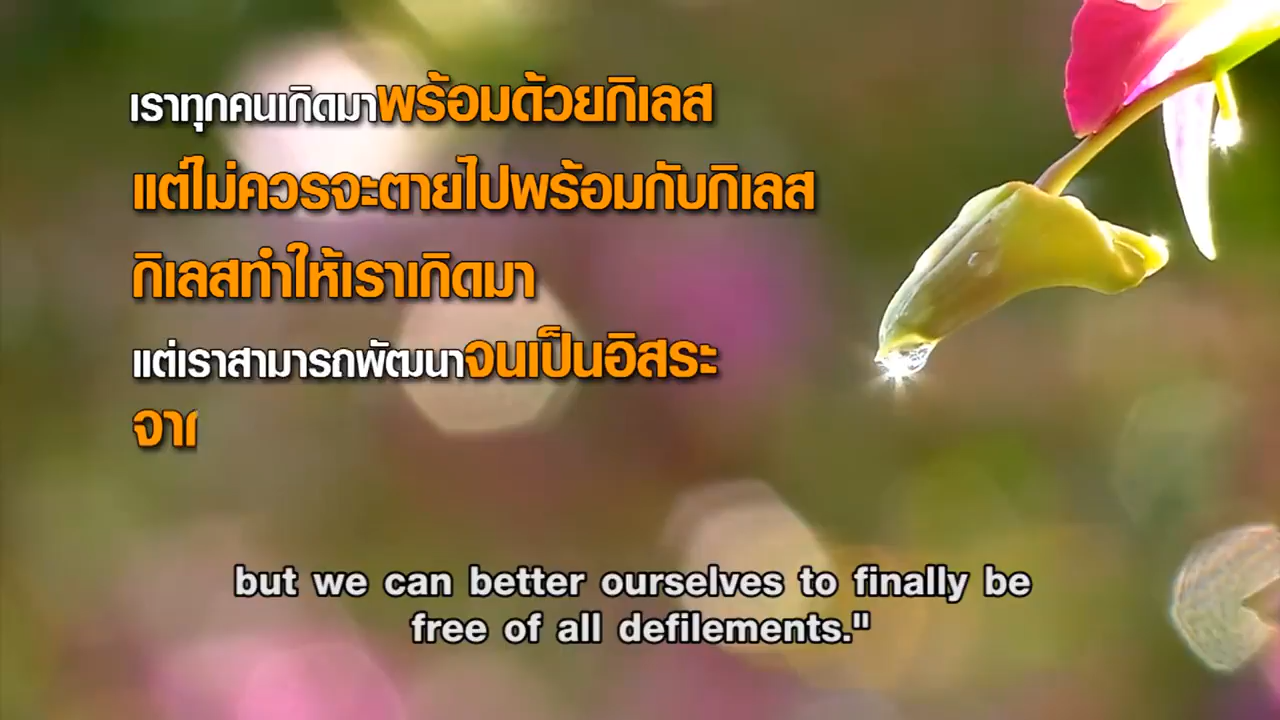 เราทุกคนเกิดมาพร้อมด้วยกิเลส
แต่ไม่ควรจะตายไปพร้อมกับกิเลส
กิเลสทำให้เราเกิดมา
แต่เราสามารถพัฒนาจนเป็นอิสระ
but we can better ourselves to finally be
free of all defilements."